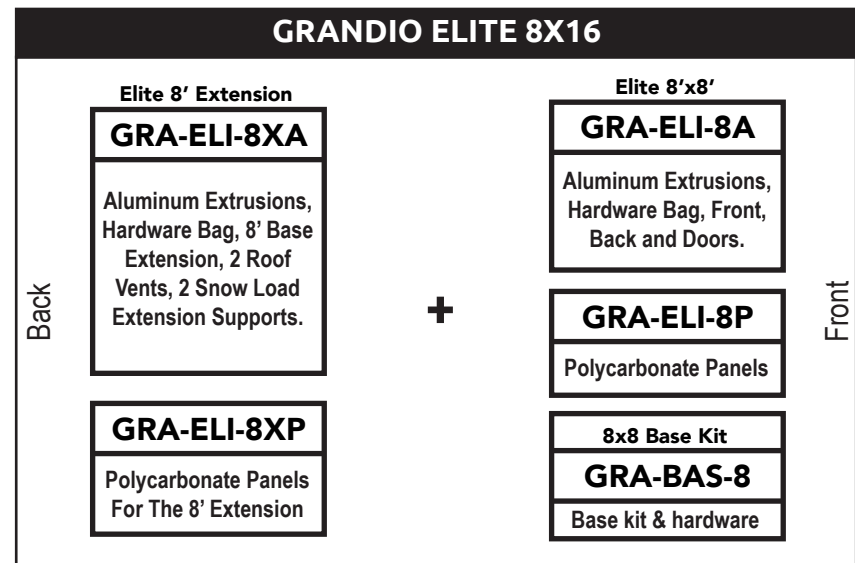 GRANDIO ELITE 8X16
Back
Elite 8’ Extension
GRA-ELI-8XA
Aluminum Extrusions,
Hardware Bag, 8’ Base
Extension, 2 Roof
Vents, 2 Snow Load
Extension Supports.
GRA-ELI-8XP
Polycarbonate Panels
For The 8’ Extension
+
Elite 8’x8’
GRA-ELI-8A
Aluminum Extrusions,
Hardware Bag, Front,
Back and Doors.
GRA-ELI-8P
Polycarbonate Panels
8x8 Base Kit
GRA-BAS-8
Base kit & hardware
Front